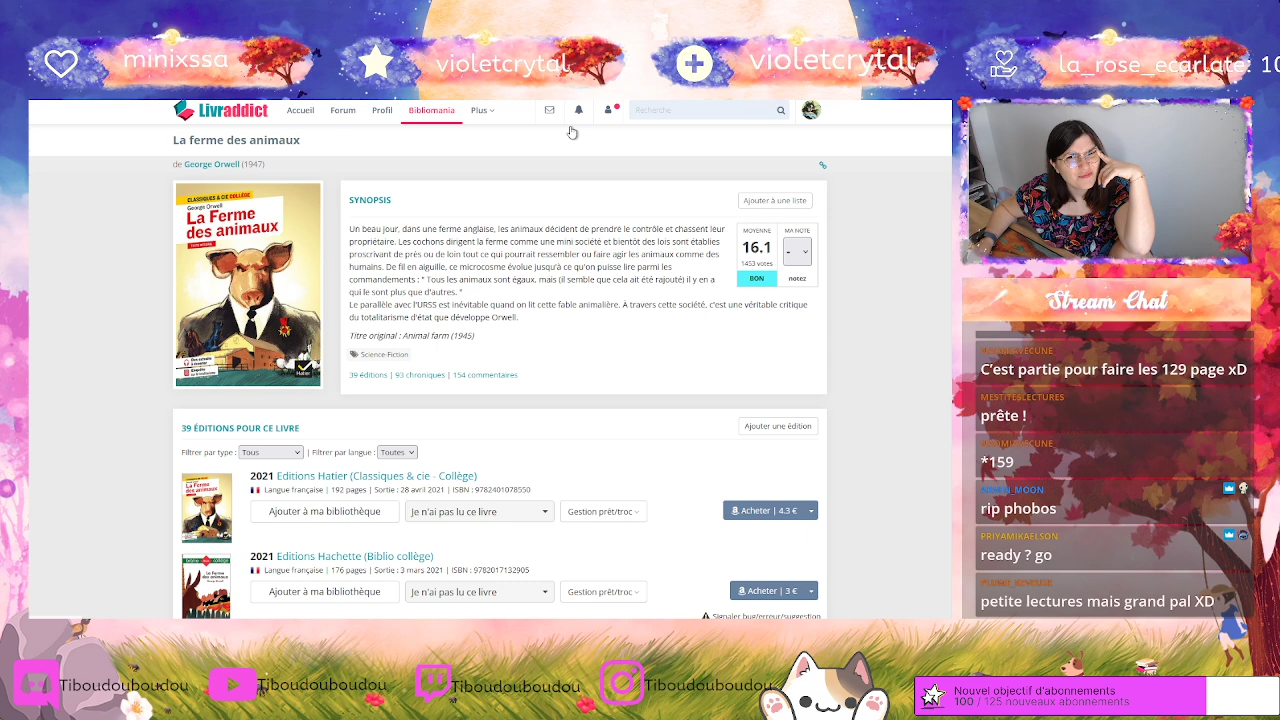 minixssa
violetcrytal
violetcrytal
la_rose_ecarlate: 10
Livraddict
Accueil
Forum
Profil
Bibliomania
Plus
Recherche
La ferme des animaux
de George Orwell (1947)
CLASSIQUES & CIE COLLÈGE
George Orwell
La Ferme
des animaux
Hatier
SYNOPSIS
Ajouter à une liste
Un beau jour, dans une ferme anglaise, les animaux décident de prendre le contrôle et chassent leur
propriétaire. Les cochons dirigent la ferme comme une mini société et bientôt des lois sont établies
proscrivant de près ou de loin tout ce qui pourrait ressembler ou faire agir les animaux comme des
humains. De fil en aiguille, ce microcosme évolue jusqu'à ce qu'on puisse lire parmi les
commandements : " Tous les animaux sont égaux, mais (il semble que cela ait été rajouté) il y en a
qui le sont plus que d'autres. "
Le parallèle avec l'URSS est inévitable quand on lit cette fable animalière. À travers cette société, c'est une véritable critique
du totalitarisme d'état que développe Orwell.
MOYENNE
16.1
1453 votes
BON
MA NOTE
-
notez
Titre original : Animal farm (1945)
Science-Fiction
39 éditions | 93 chroniques | 154 commentaires
39 ÉDITIONS POUR CE LIVRE
Ajouter une édition
Filtrer par type : Tous | Filtrer par langue : Toutes
2021 Editions Hatier (Classiques & cie - Collège)
Langue française | 192 pages | Sortie : 28 avril 2021 | ISBN : 9782401078550
Ajouter à ma bibliothèque
Je n'ai pas lu ce livre
Gestion prêt/troc
Acheter | 4.3 €
2021 Editions Hachette (Biblio collège)
Langue française | 176 pages | Sortie : 3 mars 2021 | ISBN : 9782017132905
Ajouter à ma bibliothèque
Je n'ai pas lu ce livre
Gestion prêt/troc
Acheter | 3 €
Signaler bug/erreur/suggestion
Stream Chat
C'est partie pour faire les 129 page xD
MESTITESLECTURES
prête !
*159
rip phobos
PRIYAMIKAELSON
ready ? go
petite lectures mais grand pal XD
Tiboudouboudou
Tiboudouboudou
Tiboudouboudou
Tiboudouboudou
Nouvel objectif d'abonnements
100 / 125 nouveaux abonnements